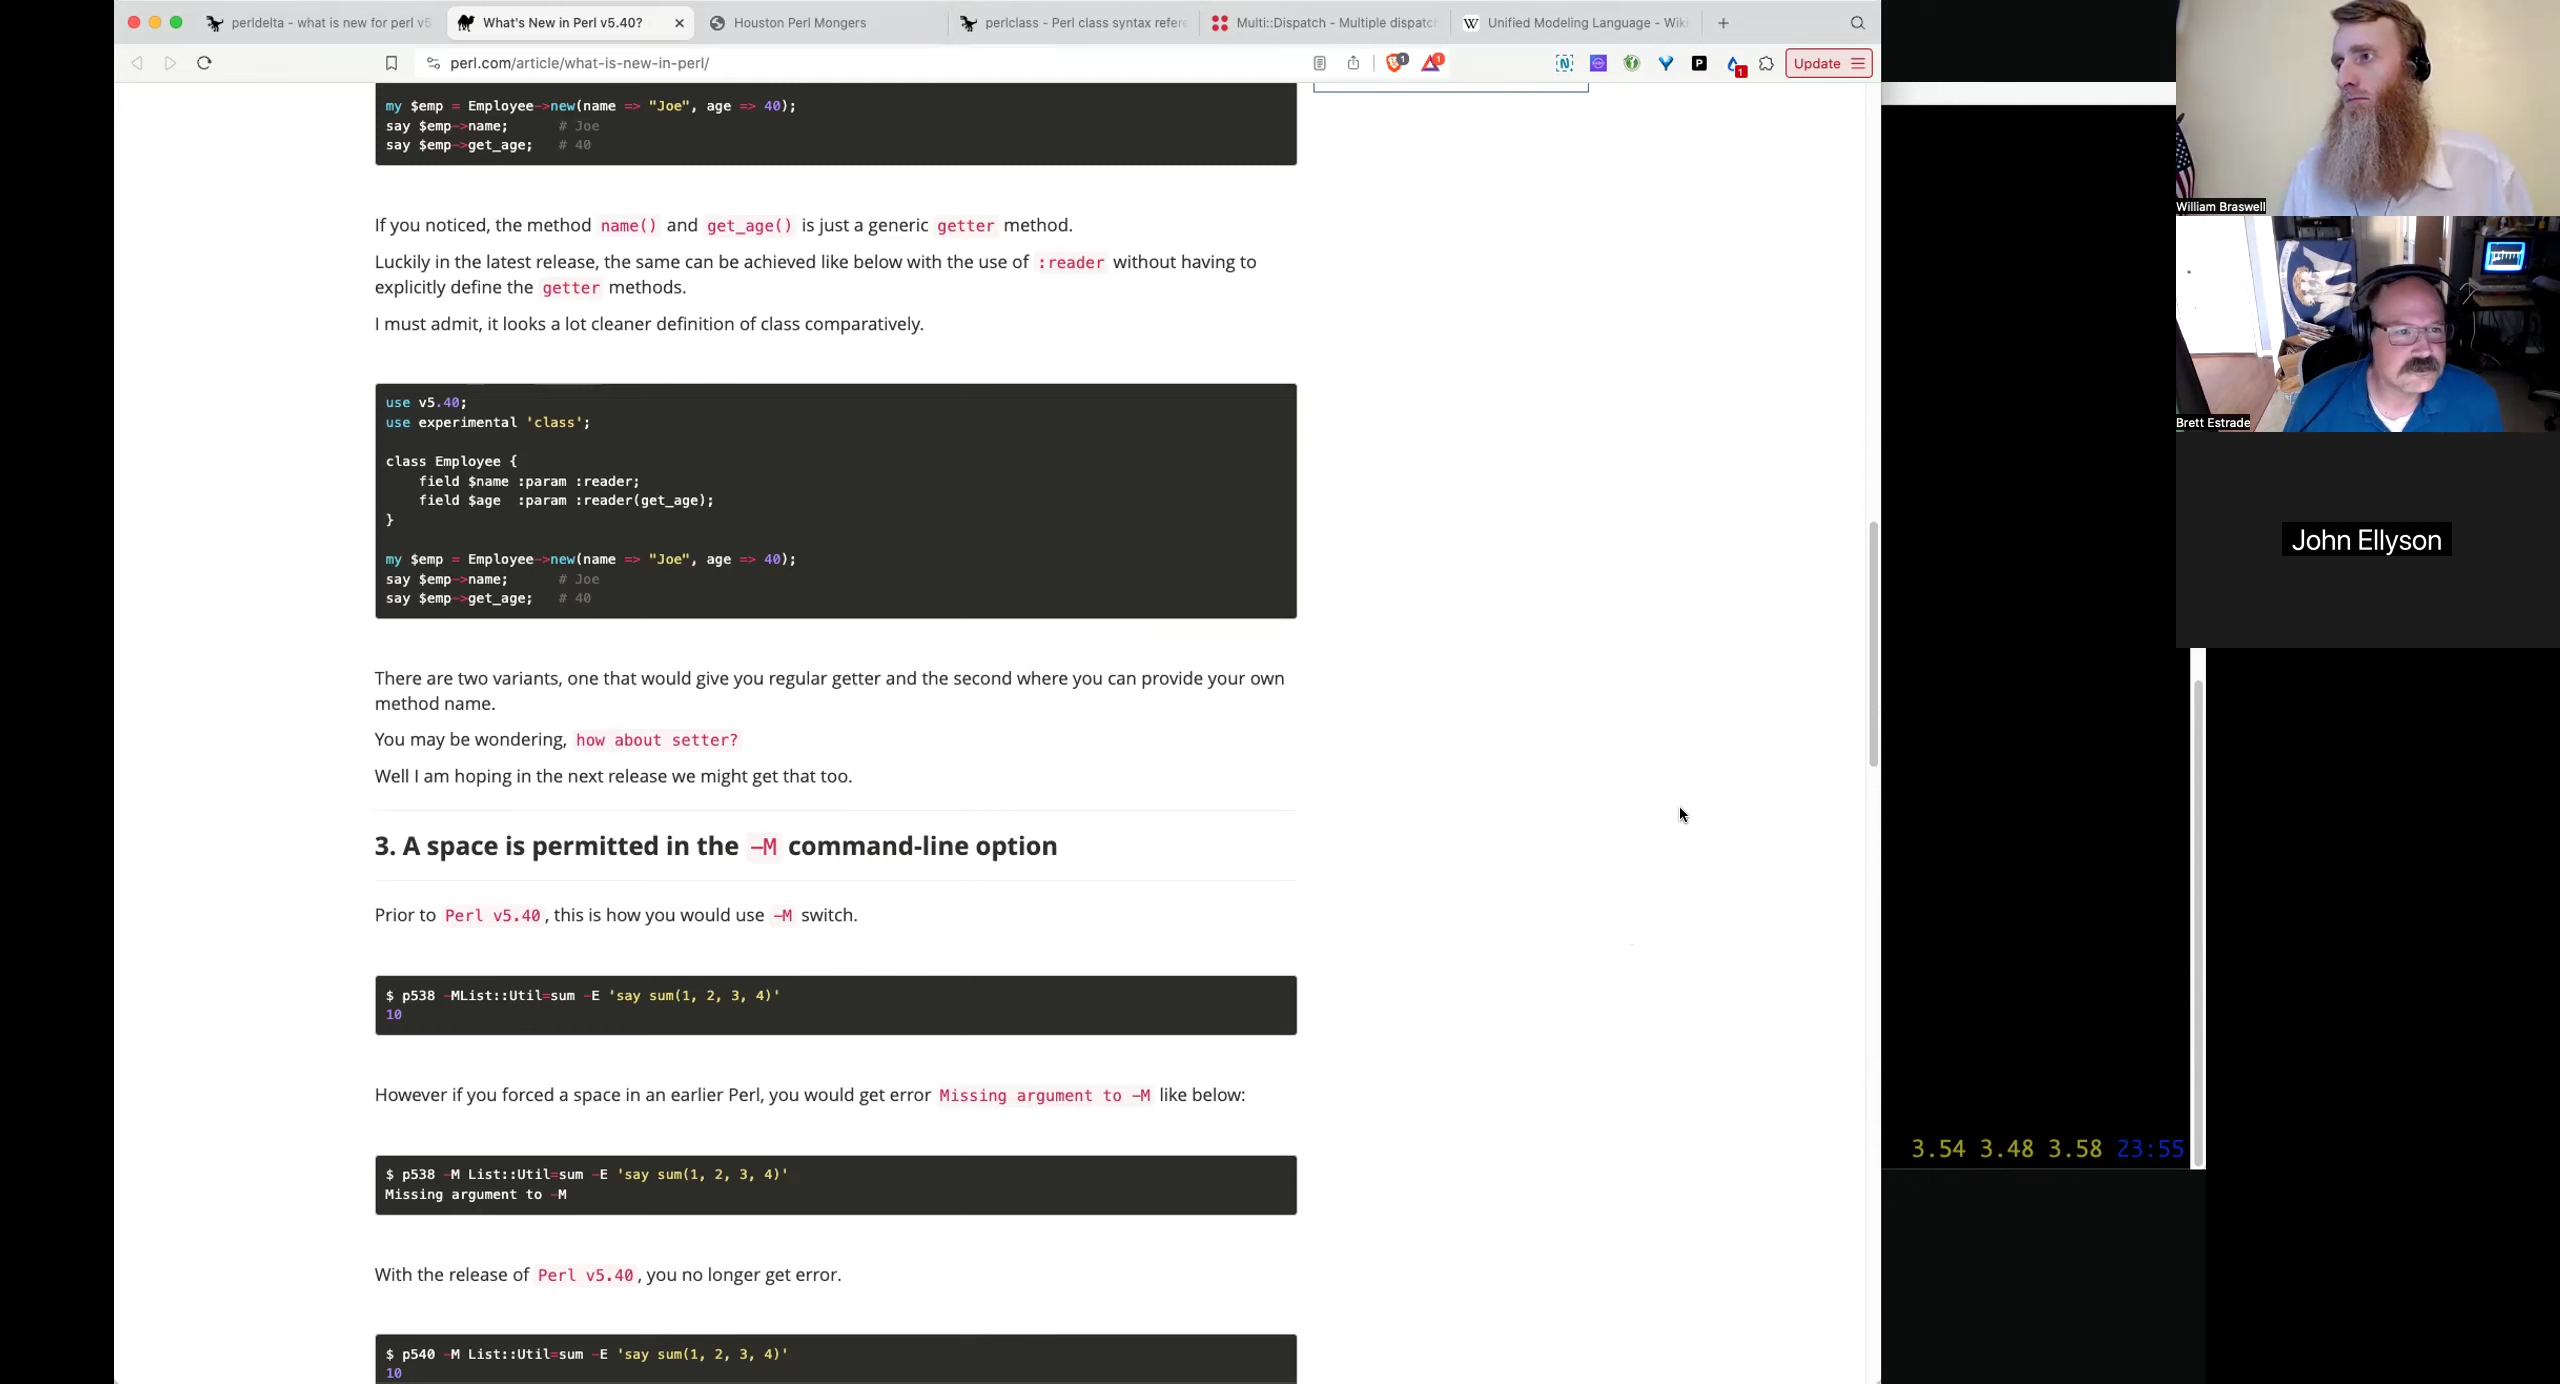 perldelta - what is new for perl v5
What's New in Perl v5.40?
Houston Perl Mongers
perlclass - Perl class syntax refere
Multi::Dispatch - Multiple dispatch
Unified Modeling Language - Wiki
perl.com/article/what-is-new-in-perl/
Update
my $emp = Employee->new(name => "Joe", age => 40);
say $emp->name;      # Joe
say $emp->get_age;   # 40
If you noticed, the method name() and get_age() is just a generic getter method.
Luckily in the latest release, the same can be achieved like below with the use of :reader without having to
explicitly define the getter methods.
I must admit, it looks a lot cleaner definition of class comparatively.
use v5.40;
use experimental 'class';
class Employee {
    field $name :param :reader;
    field $age  :param :reader(get_age);
}
my $emp = Employee->new(name => "Joe", age => 40);
say $emp->name;      # Joe
say $emp->get_age;   # 40
There are two variants, one that would give you regular getter and the second where you can provide your own
method name.
You may be wondering, how about setter?
Well I am hoping in the next release we might get that too.
3. A space is permitted in the -M command-line option
Prior to Perl v5.40, this is how you would use -M switch.
$ p538 -MList::Util=sum -E 'say sum(1, 2, 3, 4)'
10
However if you forced a space in an earlier Perl, you would get error Missing argument to -M like below:
$ p538 -M List::Util=sum -E 'say sum(1, 2, 3, 4)'
Missing argument to -M
With the release of Perl v5.40, you no longer get error.
$ p540 -M List::Util=sum -E 'say sum(1, 2, 3, 4)'
10
William Braswell
Brett Estrade
John Ellyson
3.54 3.48 3.58 23:55